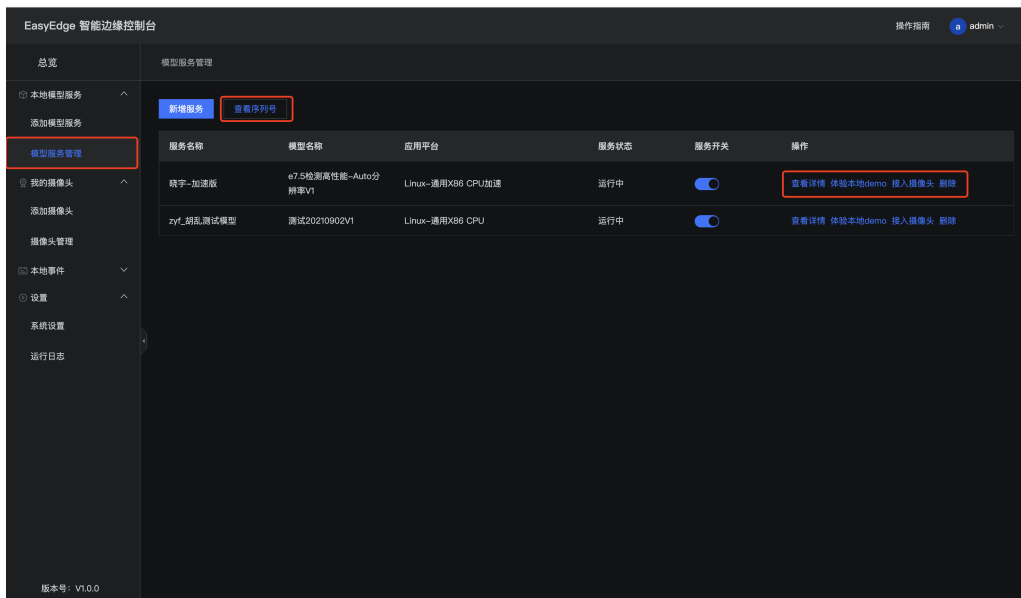 EasyEdge 智能边缘控制台
操作指南
a admin
总览
模型服务管理
本地模型服务
添加模型服务
模型服务管理
我的摄像头
添加摄像头
摄像头管理
本地事件
设置
系统设置
运行日志
版本号：V1.0.0
新增服务 查看序列号
服务名称 模型名称 应用平台 服务状态 服务开关 操作
晓宇-加速版 e7.5检测高性能-Auto分 Linux-通用X86 CPU加速 运行中 查看详情 体验本地demo 接入摄像头 删除
辨率V1
zyf_胡乱测试模型 测试20210902V1 Linux-通用X86 CPU 运行中 查看详情 体验本地demo 接入摄像头 删除